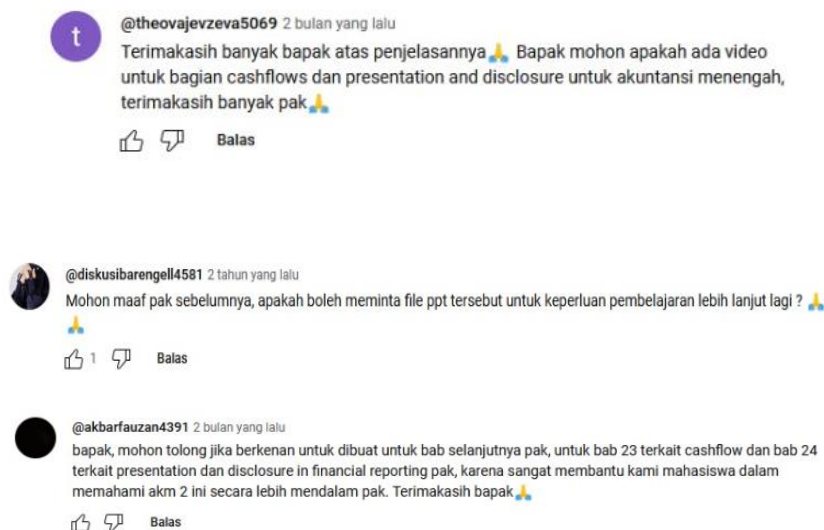 t
@theovajevzeva5069 2 bulan yang lalu
Terimakasih banyak bapak atas penjelasannya🙏 Bapak mohon apakah ada video
untuk bagian cashflows dan presentation and disclosure untuk akuntansi menengah,
terimakasih banyak pak🙏
Balas
@diskusibarengell4581 2 tahun yang lalu
Mohon maaf pak sebelumnya, apakah boleh meminta file ppt tersebut untuk keperluan pembelajaran lebih lanjut lagi ? 🙏
🙏
1 Balas
@akbarfauzan4391 2 bulan yang lalu
bapak, mohon tolong jika berkenan untuk dibuat untuk bab selanjutnya pak, untuk bab 23 terkait cashflow dan bab 24
terkait presentation dan disclosure in financial reporting pak, karena sangat membantu kami mahasiswa dalam
memahami akm 2 ini secara lebih mendalam pak. Terimakasih bapak🙏
Balas